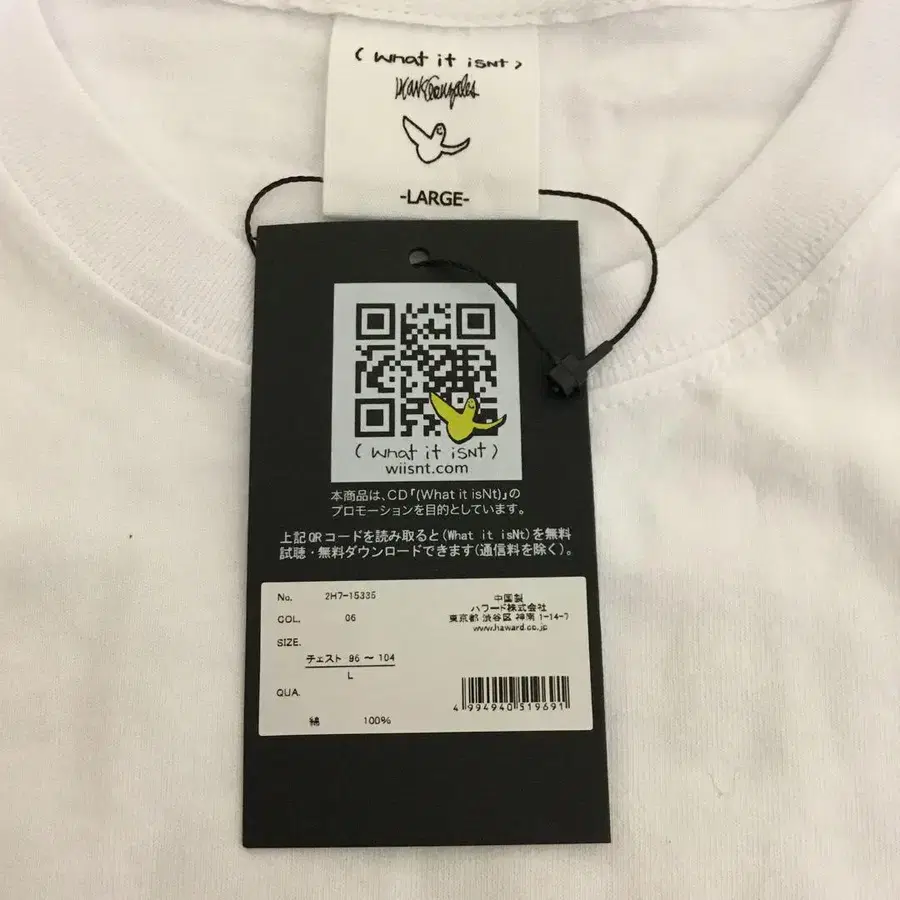 ( What it isNt )
Mark Gonzales
-LARGE-
( What it iSNt )
wiisnt.com
本商品は、CD「(What it isNt)」の
プロモーションを目的としています。
上記QRコードを読み取ると(What it isNt)を無料
試聴・無料ダウンロードできます(通信料を除く)。
No. 2H7-15335
COL. 06
SIZE.
チェスト 96 ～ 104
L
QUA.
綿 100%
中国製
ハワード株式会社
東京都 渋谷区 神南 1-14-7
www.haward.co.jp
4 994940 519691